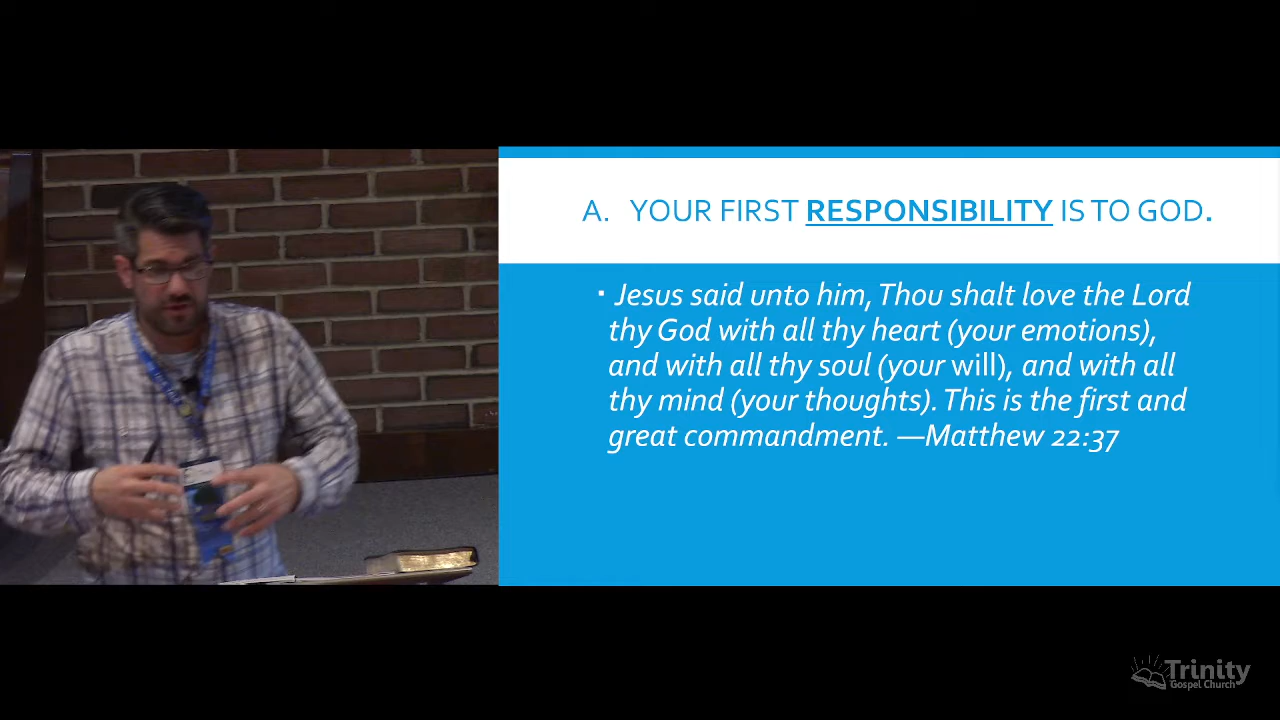 A. YOUR FIRST RESPONSIBILITY IS TO GOD.
▪ Jesus said unto him, Thou shalt love the Lord
thy God with all thy heart (your emotions),
and with all thy soul (your will), and with all
thy mind (your thoughts). This is the first and
great commandment. —Matthew 22:37
Trinity
Gospel Church